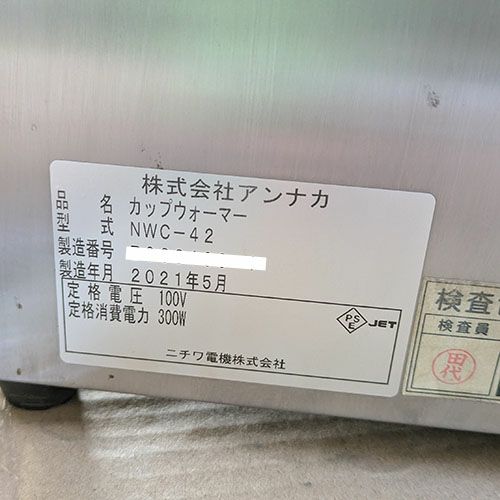 株式会社アンナカ
品名 カップウォーマー
型式 NWC-42
製造番号
製造年月 2021年5月
定格電圧 100V
定格消費電力 300W
PSE JET
ニチワ電機株式会社
検査
検査員
田代